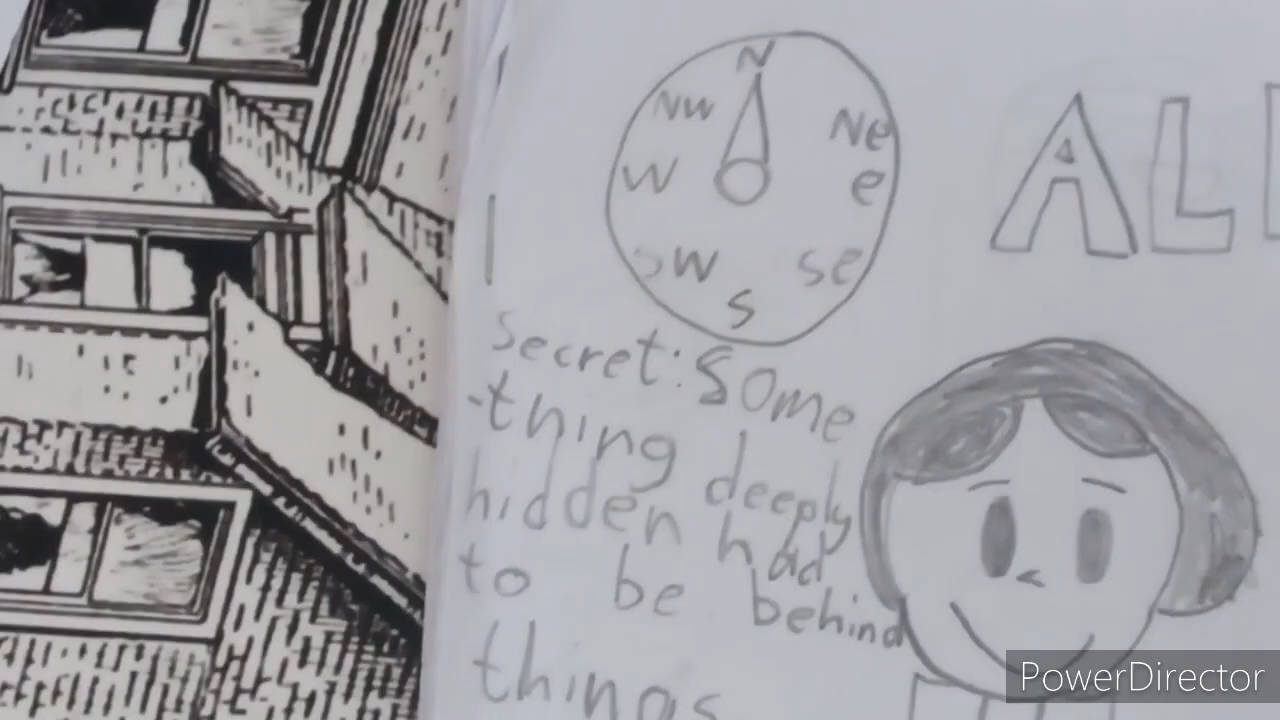 N
NW Ne
W e
SW Se
S
AL
Secret: Some
-thing deeply
hidden had
to be behind
things
PowerDirector